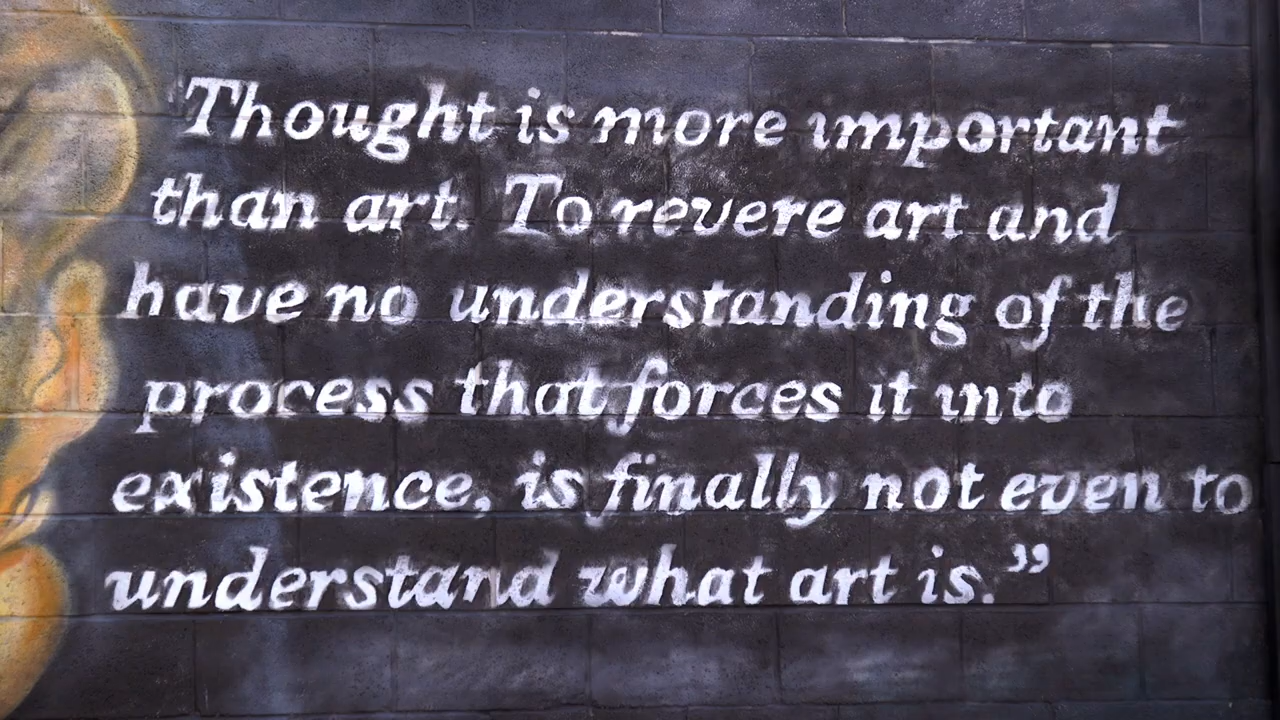 "Thought is more important
than art. To revere art and
have no understanding of the
process that forces it into
existence, is finally not even to
understand what art is.”